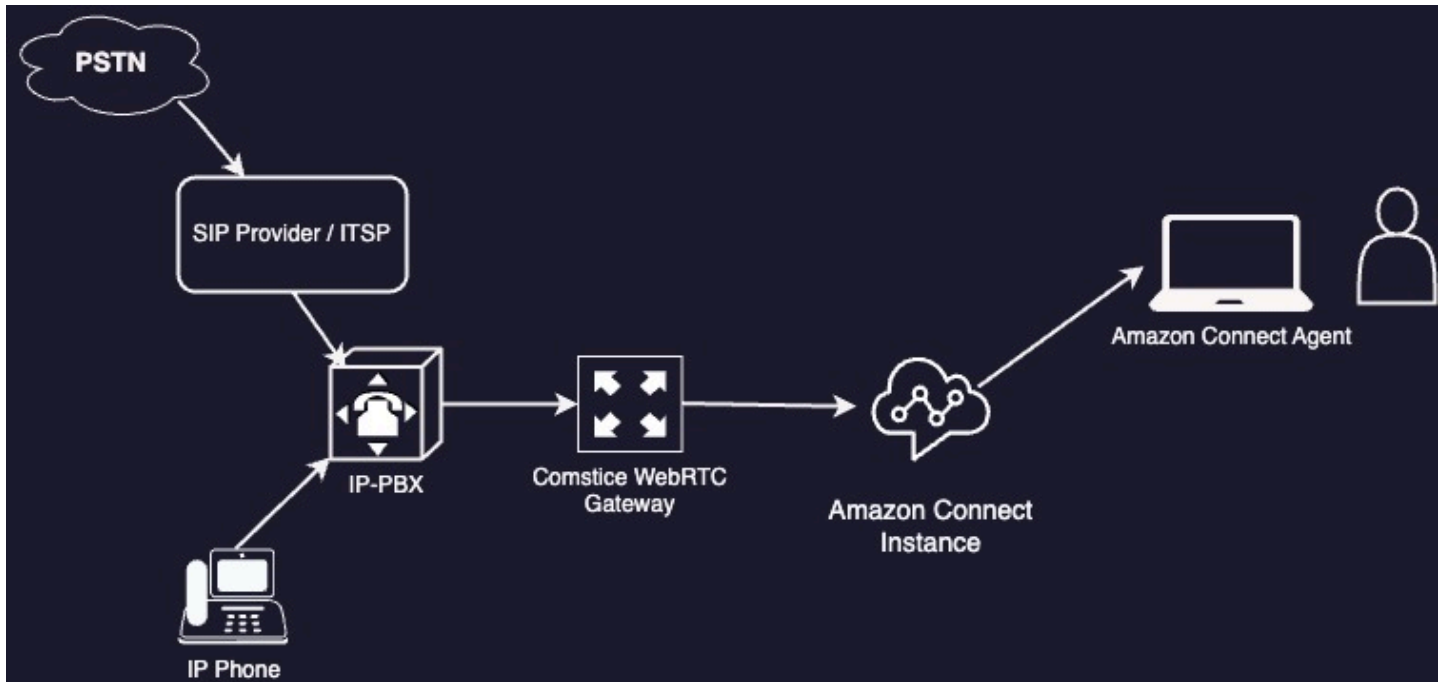 PSTN
SIP Provider / ITSP
Amazon Connect Agent
IP-PBX
Comstice WebRTC
Gateway
Amazon Connect
Instance
IP Phone